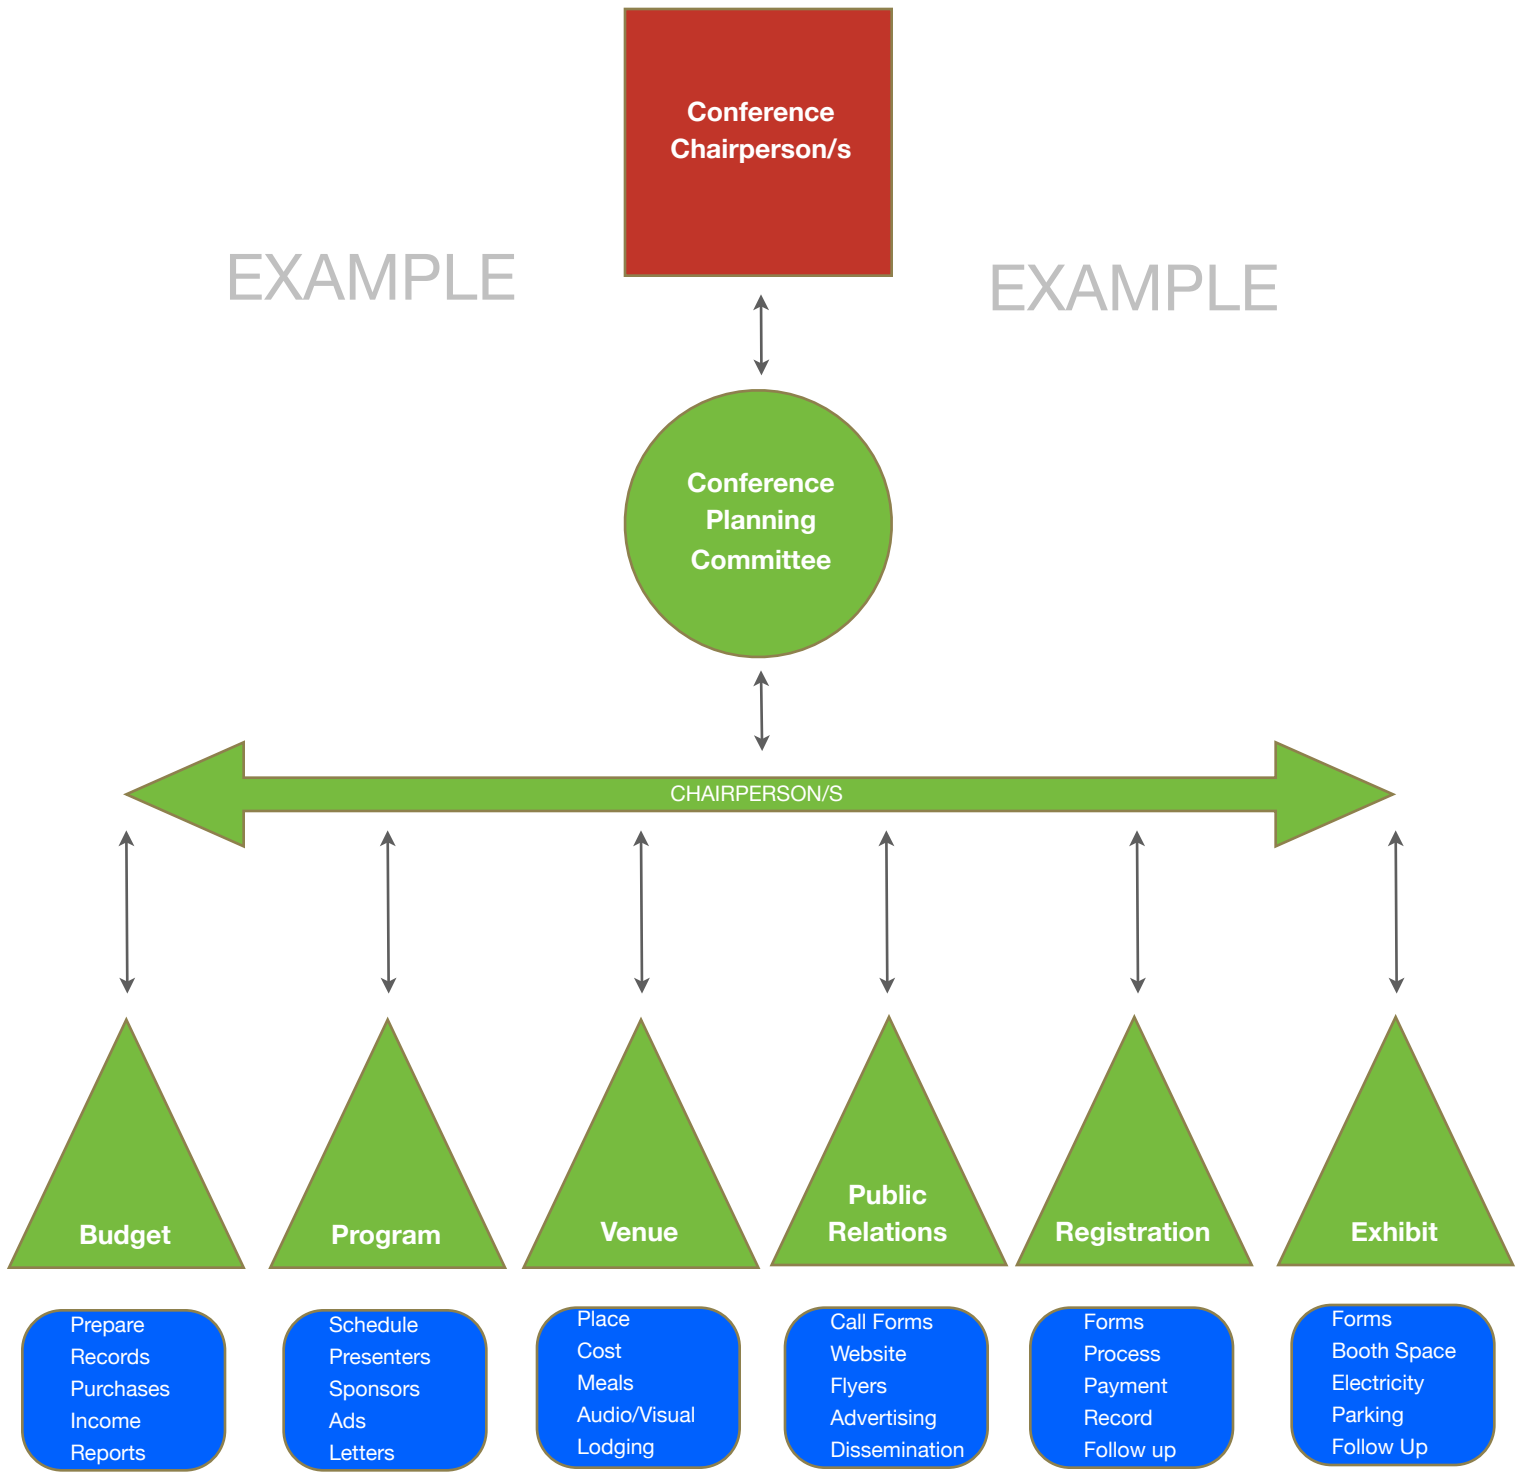 Conference
Chairperson/s
EXAMPLE
EXAMPLE
Conference
Planning
Committee
CHAIRPERSON/S
Budget
Program
Venue
Public
Relations
Registration
Exhibit
Prepare
Records
Purchases
Income
Reports
Schedule
Presenters
Sponsors
Ads
Letters
Place
Cost
Meals
Audio/Visual
Lodging
Call Forms
Website
Flyers
Advertising
Dissemination
Forms
Process
Payment
Record
Follow up
Forms
Booth Space
Electricity
Parking
Follow Up